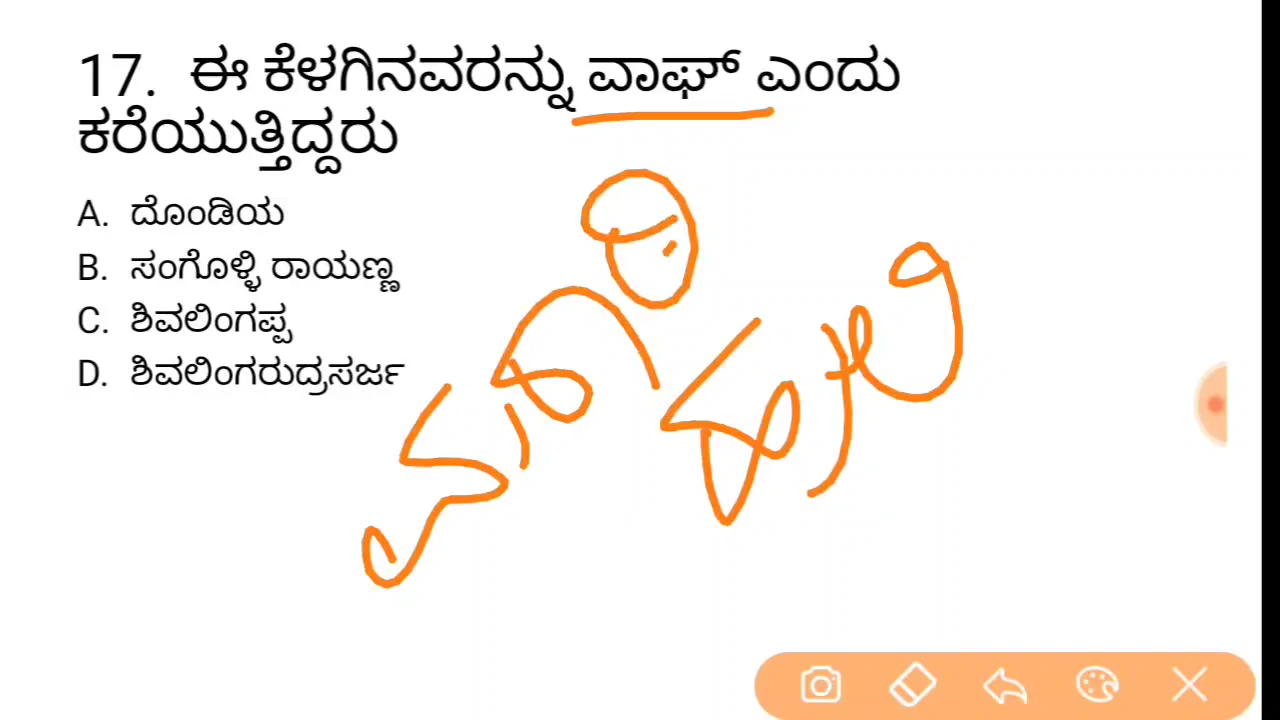 17. ಈ ಕೆಳಗಿನವರನ್ನು ವಾಘ್ ಎಂದು
ಕರೆಯುತ್ತಿದ್ದರು
A. ದೊಂಡಿಯ
B. ಸಂಗೊಳ್ಳಿ ರಾಯಣ್ಣ
C. ಶಿವಲಿಂಗಪ್ಪ
D. ಶಿವಲಿಂಗರುದ್ರಸರ್ಜ